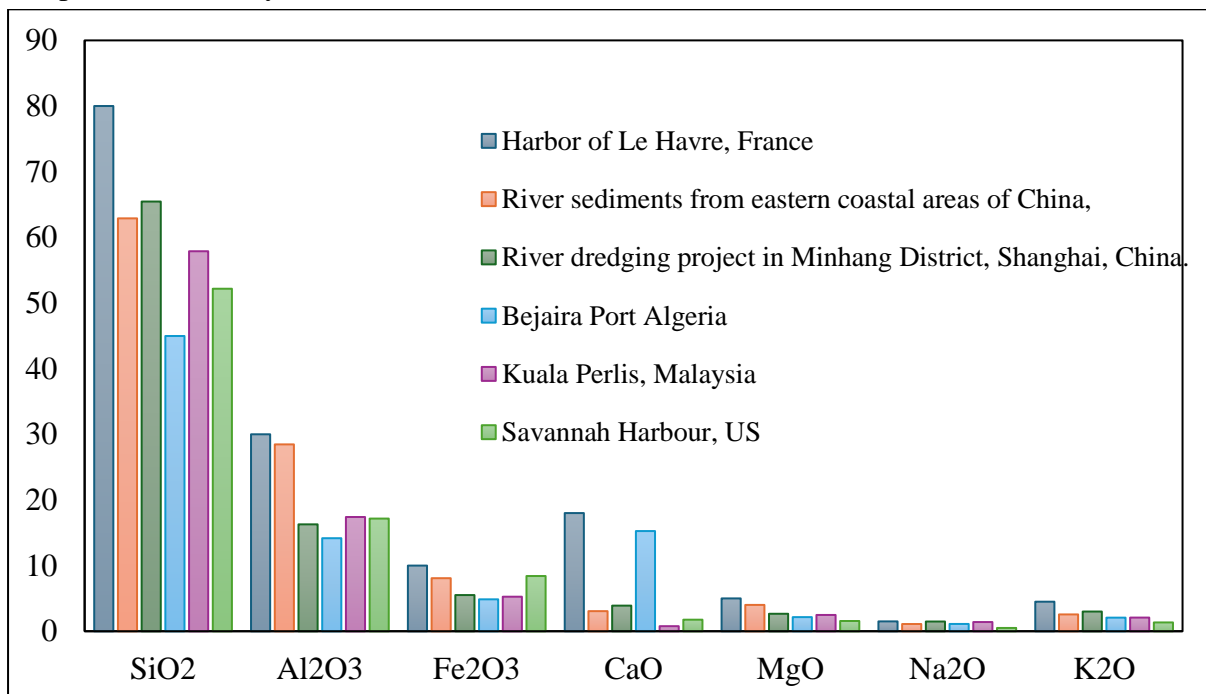 90
80
70
60
50
40
30
20
10
0
Harbor of Le Havre, France
River sediments from eastern coastal areas of China,
River dredging project in Minhang District, Shanghai, China.
Bejaira Port Algeria
Kuala Perlis, Malaysia
Savannah Harbour, US
SiO2 Al2O3 Fe2O3 CaO MgO Na2O K2O